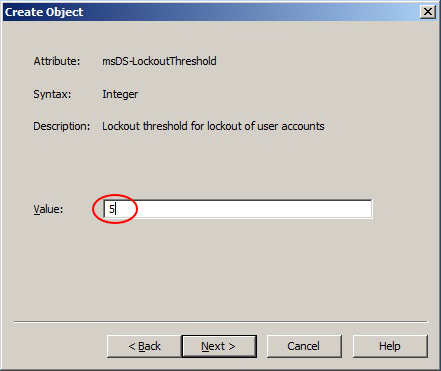 Create Object
Attribute: msDS-LockoutThreshold
Syntax: Integer
Description: Lockout threshold for lockout of user accounts
Value: 5
< Back Next > Cancel Help